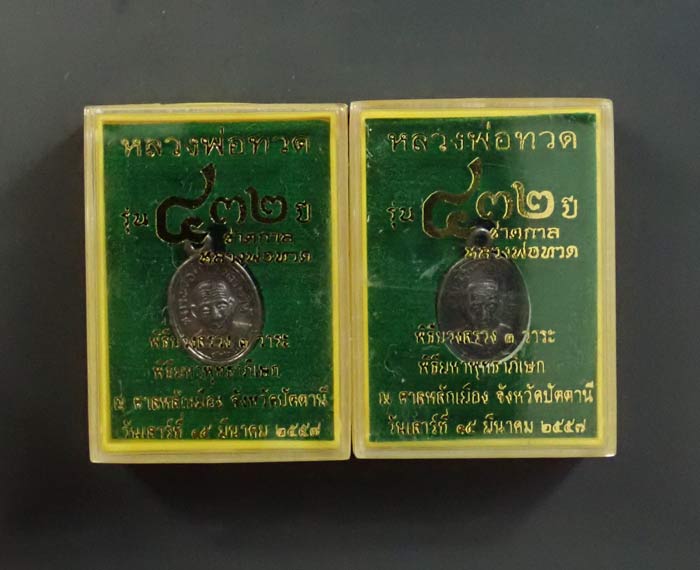 หลวงพ่อทวด
รุ่น ๔๓๒ ปี
ชาตกาล
หลวงพ่อทวด
พิธีบวงสรวง ๓ วาระ
พิธีมหาพุทธาภิเษก
ณ ศาลหลักเมือง จังหวัดปัตตานี
วันเสาร์ที่ ๑๕ มีนาคม ๒๕๕๗
หลวงพ่อทวด
รุ่น ๔๓๒ ปี
ชาตกาล
หลวงพ่อทวด
พิธีบวงสรวง ๓ วาระ
พิธีมหาพุทธาภิเษก
ณ ศาลหลักเมือง จังหวัดปัตตานี
วันเสาร์ที่ ๑๕ มีนาคม ๒๕๕๗